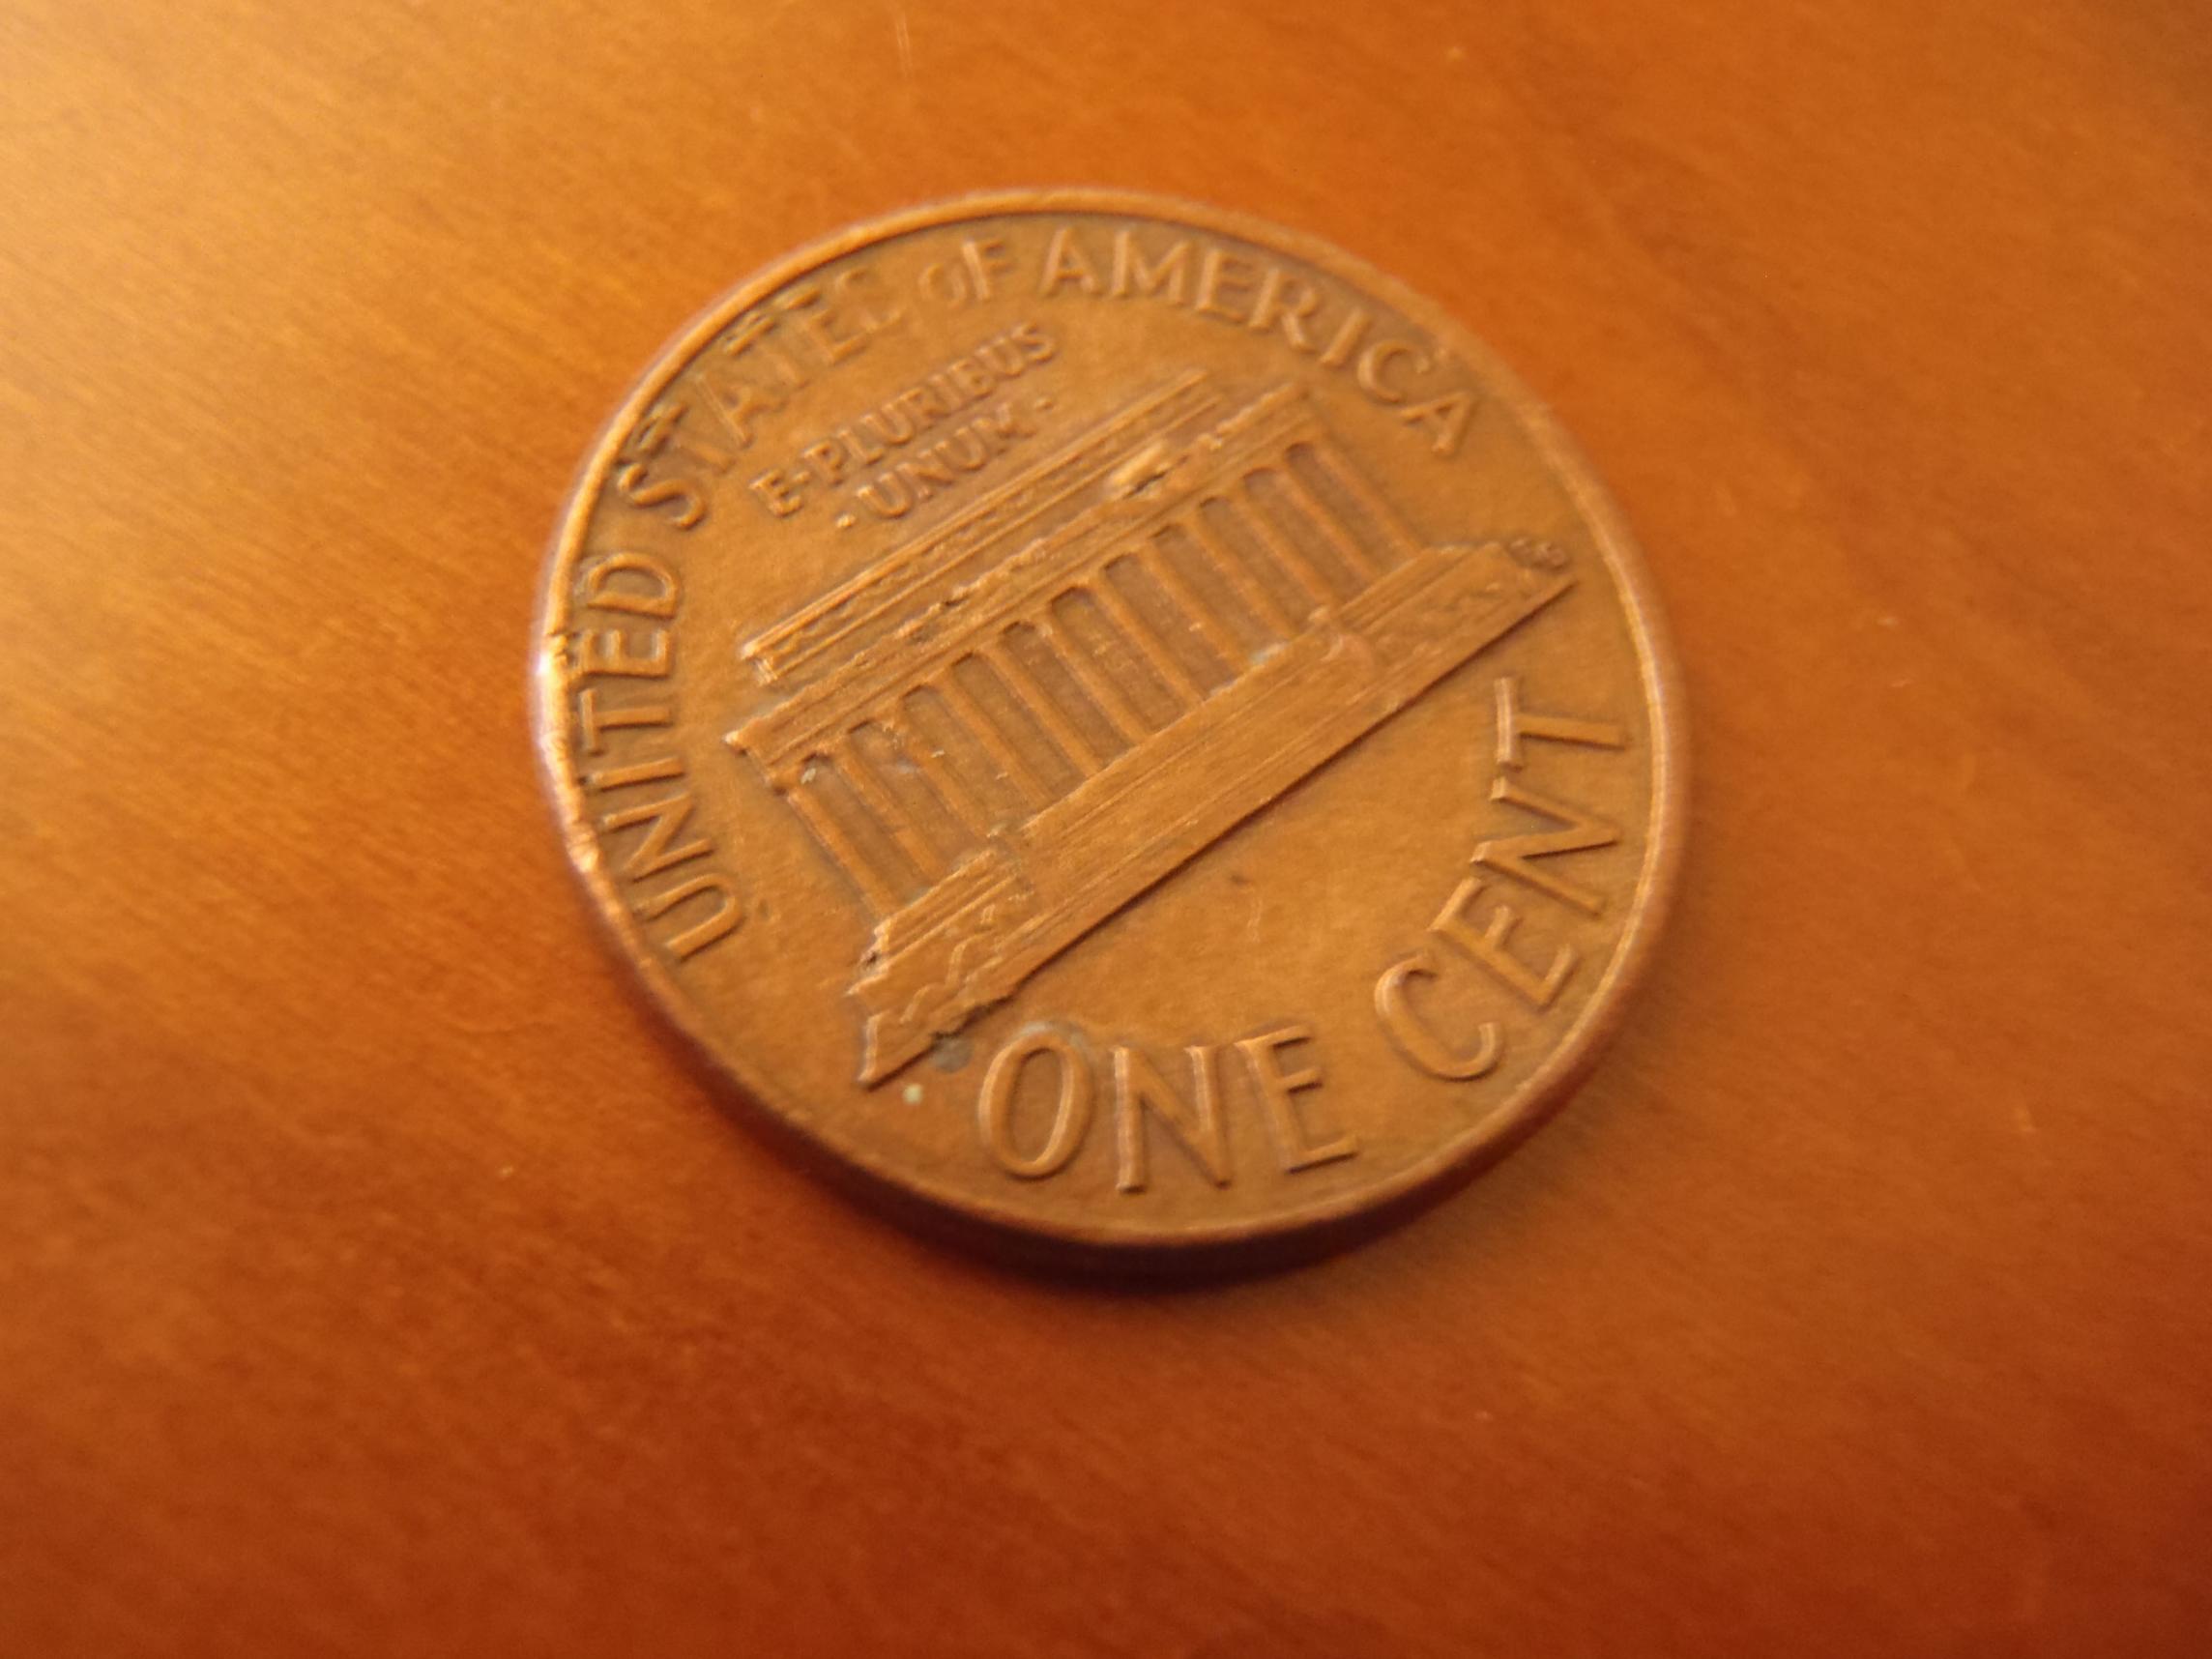 UNITED STATES OF AMERICA
E·PLURIBUS
·UNUM·
ONE CENT